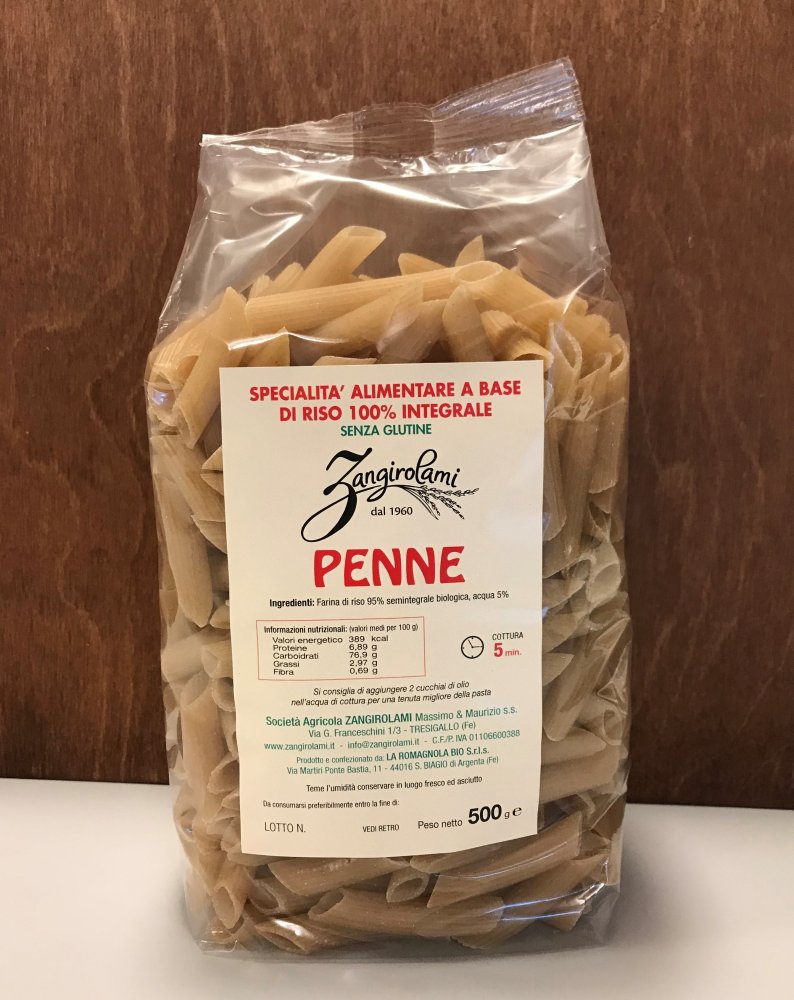 SPECIALITA' ALIMENTARE A BASE
DI RISO 100% INTEGRALE
SENZA GLUTINE
Zangirolami
dal 1960
PENNE
Ingredienti: Farina di riso 95% semintegrale biologica, acqua 5%
Informazioni nutrizionali: (valori medi per 100 g)
Valori energetico 389 kcal
Proteine 6,89 g
Carboidrati 76,9 g
Grassi 2,97 g
Fibra 0,69 g
COTTURA
5 min.
Si consiglia di aggiungere 2 cucchiai di olio
nell'acqua di cottura per una tenuta migliore della pasta
Società Agricola ZANGIROLAMI Massimo & Maurizio s.s.
Via G. Franceschini 1/3 - TRESIGALLO (Fe)
www.zangirolami.it - info@zangirolami.it - C.F./P. IVA 01106600388
Prodotto e confezionato da: LA ROMAGNOLA BIO S.r.l.s.
Via Martiri Ponte Bastia, 11 - 44016 S. BIAGIO di Argenta (Fe)
Teme l'umidità conservare in luogo fresco ed asciutto
Da consumarsi preferibilmente entro la fine di:
LOTTO N. VEDI RETRO Peso netto 500 g e